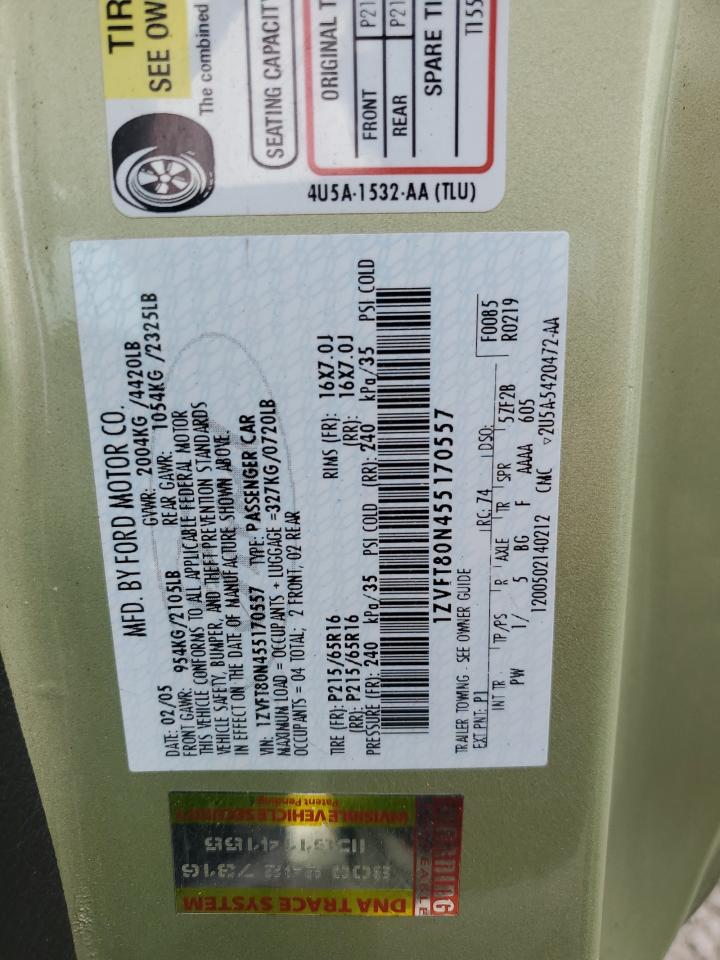 TIR
SEE OW
The combined
SEATING CAPACITY
ORIGINAL T
FRONT P21
REAR P21
SPARE TI T155
4U5A-1532-AA (TLU)
MFD. BY FORD MOTOR CO.
DATE: 02/05 GVWR: 2004KG /4420LB
FRONT GAWR: 954KG/2105LB REAR GAWR: 1054KG /2325LB
THIS VEHICLE CONFORMS TO ALL APPLICABLE FEDERAL MOTOR
VEHICLE SAFETY, BUMPER, AND THEFT PREVENTION STANDARDS
IN EFFECT ON THE DATE OF MANUFACTURE SHOWN ABOVE.
VIN: 1ZVFT80N455170557 TYPE: PASSENGER CAR
MAXIMUM LOAD = OCCUPANTS + LUGGAGE =327KG/0720LB
OCCUPANTS = 04 TOTAL; 2 FRONT, 02 REAR
TIRE (FR): P215/65R16 RIMS (FR): 16X7.0J
(RR): P215/65R16 (RR): 16X7.0J
PRESSURE (FR): 240 kPa/35 PSI COLD (RR): 240 kPa/35 PSI COLD
1ZVFT80N455170557
TRAILER TOWING - SEE OWNER GUIDE F0085
EXT PNT: P1 RC: 74 DSO: R0219
INT TR TP/PS R AXLE TR SPR 5ZF2B
PW 1/ 5 BG F AAAA 605
1200502140212 CMC ▽2U5A-5420472-AA
DNA TRACE SYSTEM
INVISIBLE VEHICLE SECURITY
Patent Pending